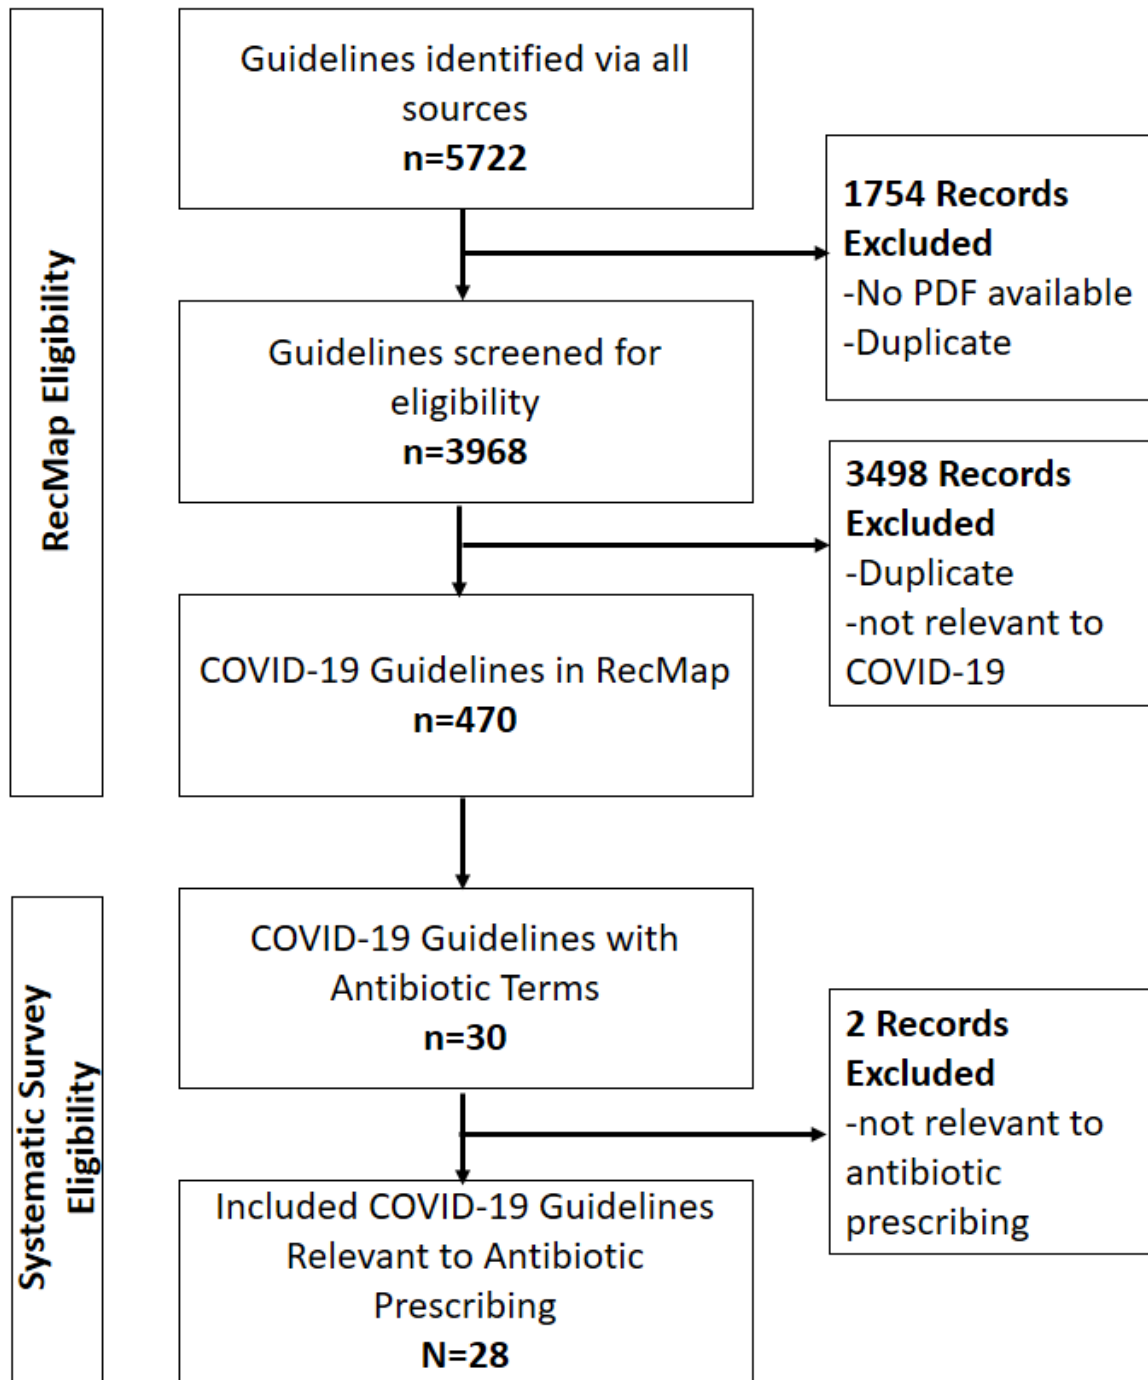 RecMap Eligibility
Guidelines identified via all
sources
n=5722
1754 Records
Excluded
-No PDF available
-Duplicate
Guidelines screened for
eligibility
n=3968
3498 Records
Excluded
-Duplicate
-not relevant to
COVID-19
COVID-19 Guidelines in RecMap
n=470
Systematic Survey
Eligibility
COVID-19 Guidelines with
Antibiotic Terms
n=30
2 Records
Excluded
-not relevant to
antibiotic
prescribing
Included COVID-19 Guidelines
Relevant to Antibiotic
Prescribing
N=28